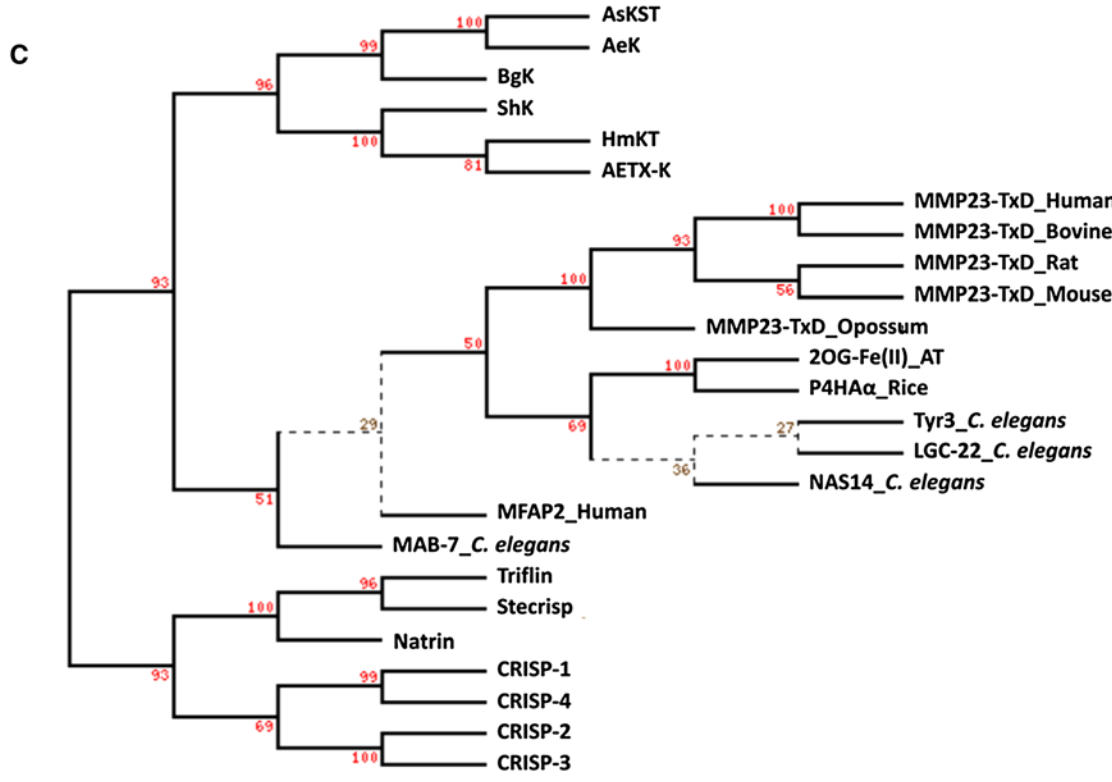 C
AsKST
100
AeK
99
BgK
96
ShK
100
HmKT
81
AETX-K
MMP23-TxD_Human
100
MMP23-TxD_Bovine
93
MMP23-TxD_Rat
56
MMP23-TxD_Mouse
100
MMP23-TxD_Opossum
93
50
2OG-Fe(II)_AT
100
P4HAα_Rice
69
Tyr3_C. elegans
27
LGC-22_C. elegans
36
NAS14_C. elegans
29
MFAP2_Human
51
MAB-7_C. elegans
Triflin
96
Stecrisp
100
Natrin
93
CRISP-1
99
CRISP-4
69
CRISP-2
100
CRISP-3